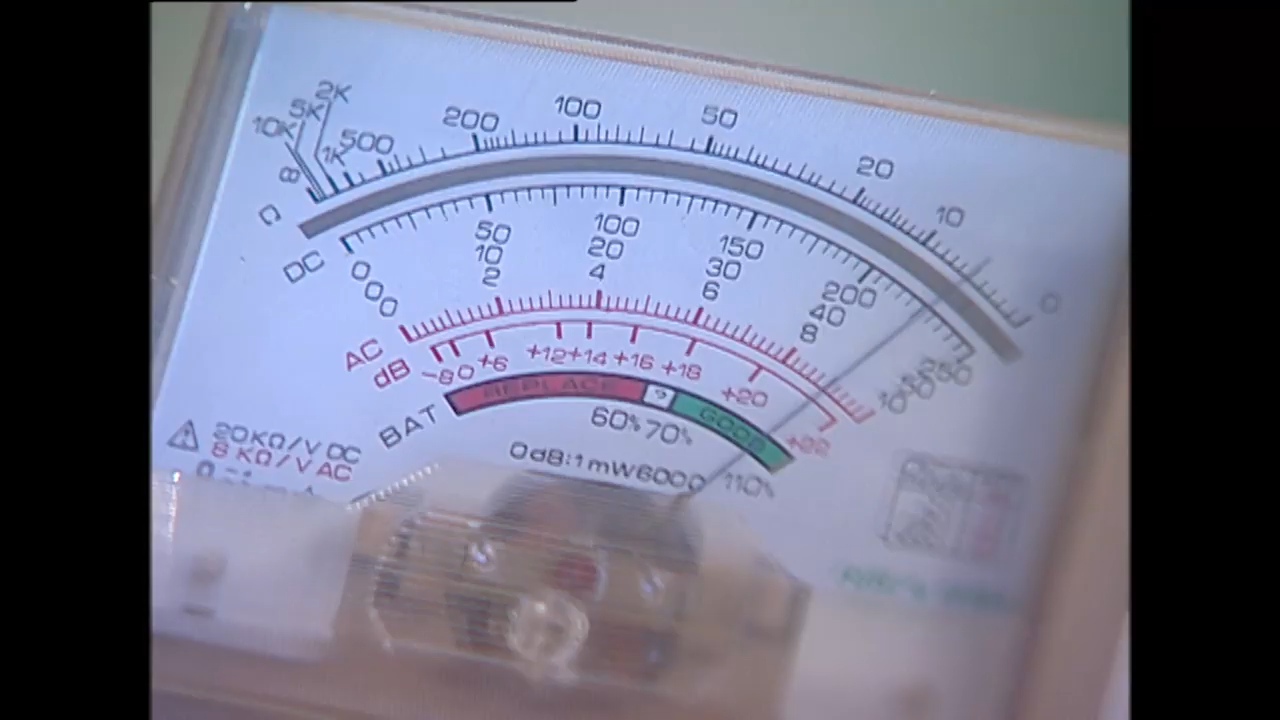 ∞ 10K 5K 2K 1K 500 200 100 50 20 10 0
Ω
DC
0 50 100 150 200 250
0 10 20 30 40 50
0 2 4 6 8 10
AC
dB -8 0 +6 +12 +14 +16 +18 +20 +22
BAT REPLACE ? GOOD
60% 70% 110%
0dB:1mW600Ω
20KΩ/V DC
8 KΩ/V AC